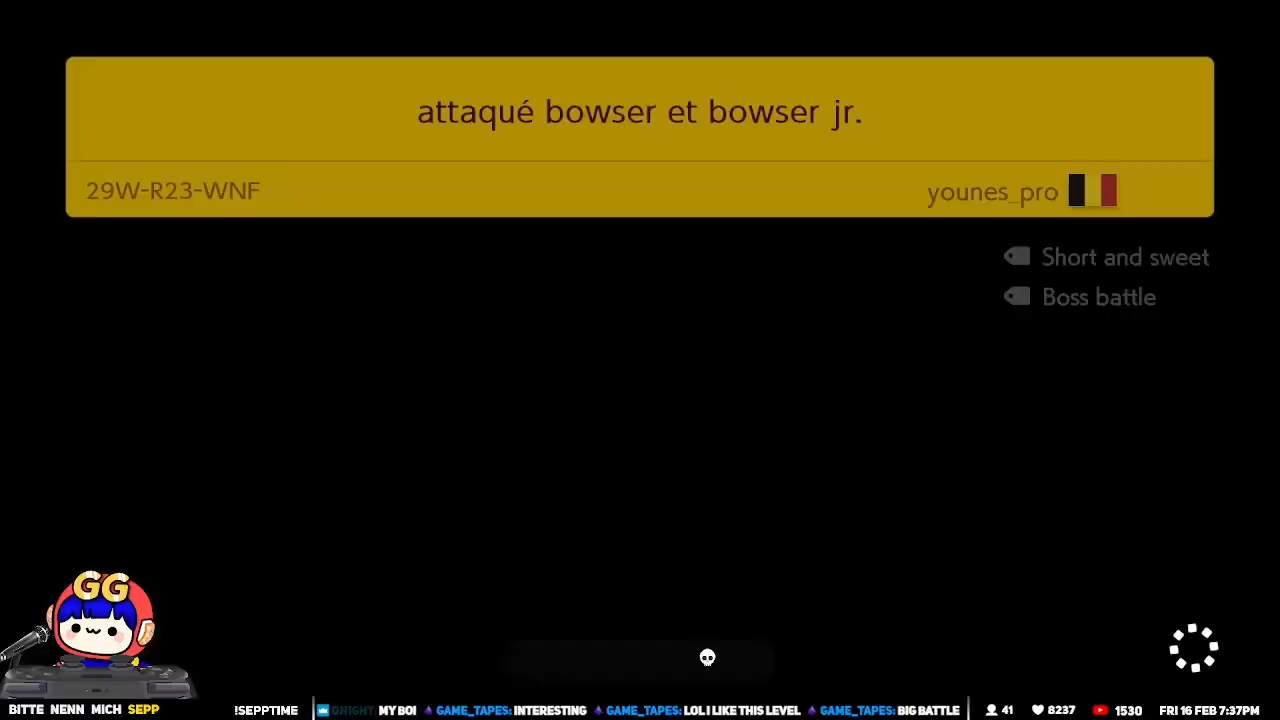 attaqué bowser et bowser jr.
29W-R23-WNF
younes_pro
Short and sweet
Boss battle
GG
BITTE NENN MICH SEPP !SEPPTIME MY BOI GAME_TAPES: INTERESTING GAME_TAPES: LOL I LIKE THIS LEVEL GAME_TAPES: BIG BATTLE 41 8237 1530 FRI 16 FEB 7:37PM